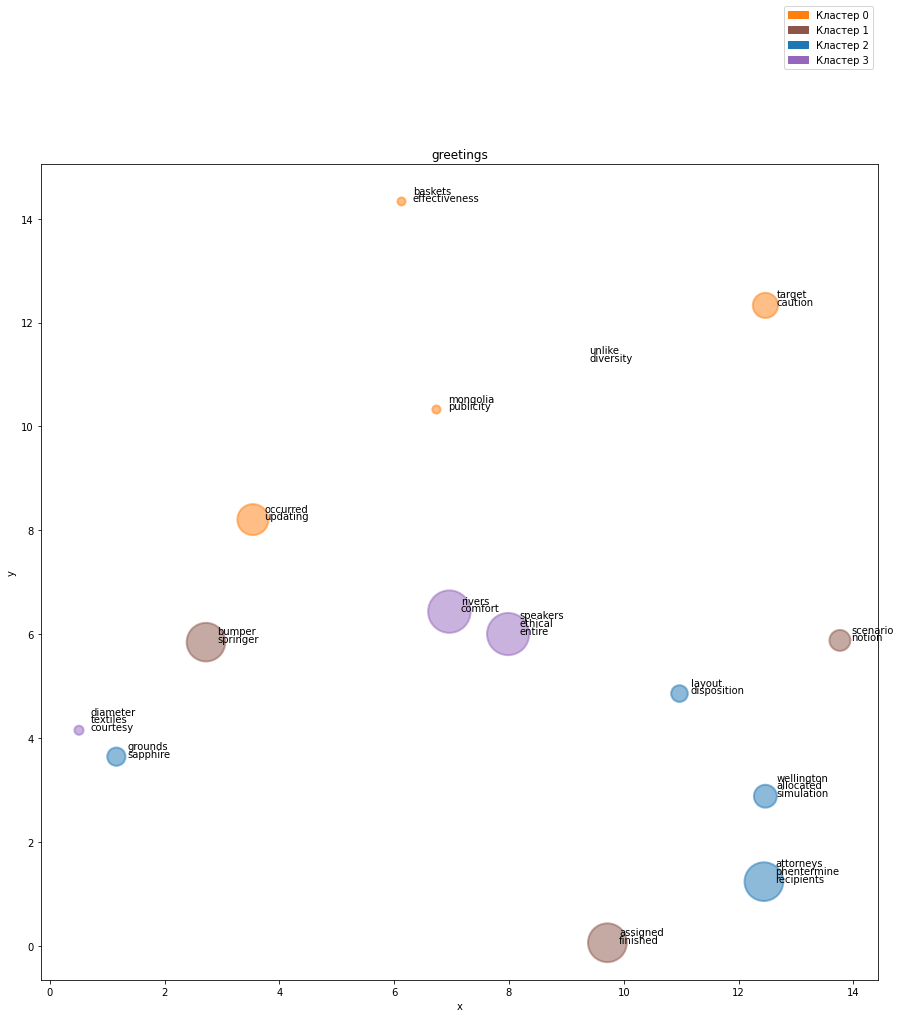 Кластер 0
Кластер 1
Кластер 2
Кластер 3
greetings
baskets
effectiveness
target
caution
unlike
diversity
mongolia
publicity
occurred
updating
rivers
comfort
speakers
ethical
entire
bumper
springer
scenario
notion
layout
disposition
diameter
textiles
courtesy
grounds
sapphire
wellington
allocated
simulation
attorneys
phentermine
recipients
assigned
finished
14
12
10
8
6
4
2
0
y
0
2
4
6
8
10
12
14
x